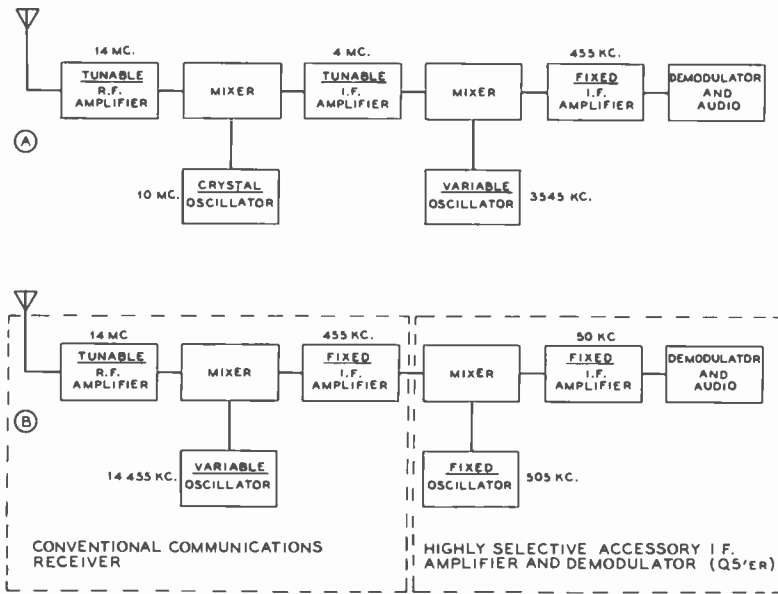 14 MC.
4 MC.
455 KC.
TUNABLE
R.F.
AMPLIFIER
MIXER
TUNABLE
I.F.
AMPLIFIER
MIXER
FIXED
I.F.
AMPLIFIER
DEMODULATOR
AND
AUDIO
A
10 MC.
CRYSTAL
OSCILLATOR
VARIABLE
OSCILLATOR
3545 KC.
14 MC
455 KC.
50 KC
TUNABLE
R.F.
AMPLIFIER
MIXER
FIXED
I.F.
AMPLIFIER
MIXER
FIXED
I.F.
AMPLIFIER
DEMODULATOR
AND
AUDIO
B
14 455 KC.
VARIABLE
OSCILLATOR
FIXED
OSCILLATOR
505 KC.
CONVENTIONAL COMMUNICATIONS
RECEIVER
HIGHLY SELECTIVE ACCESSORY I F.
AMPLIFIER AND DEMODULATOR (Q5'ER)